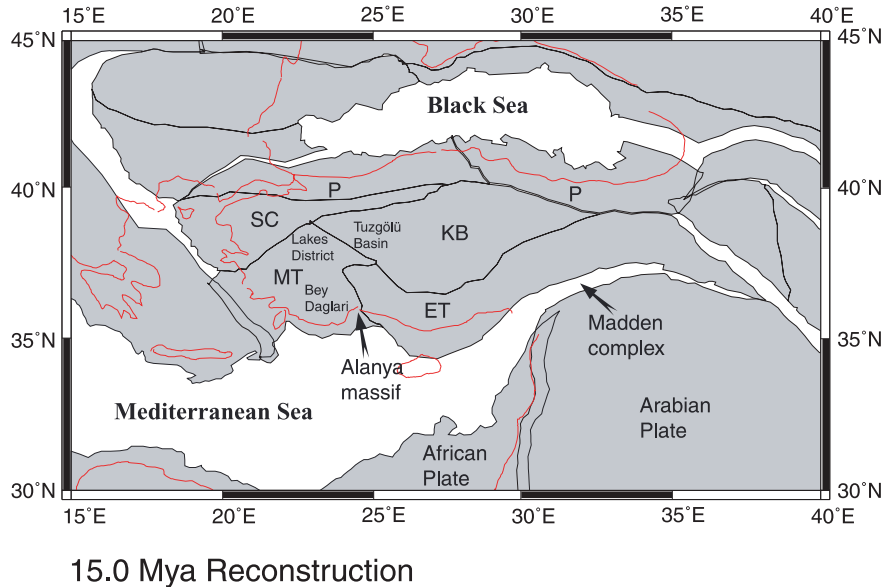 15°E 20°E 25°E 30°E 35°E 40°E
45°N 45°N
Black Sea
40°N 40°N
P
P
SC
Lakes
District
Tuzgölü
Basin
KB
MT
Bey
Daglari
ET
Madden
complex
35°N 35°N
Alanya
massif
Mediterranean Sea
Arabian
Plate
African
Plate
30°N 30°N
15°E 20°E 25°E 30°E 35°E 40°E
15.0 Mya Reconstruction